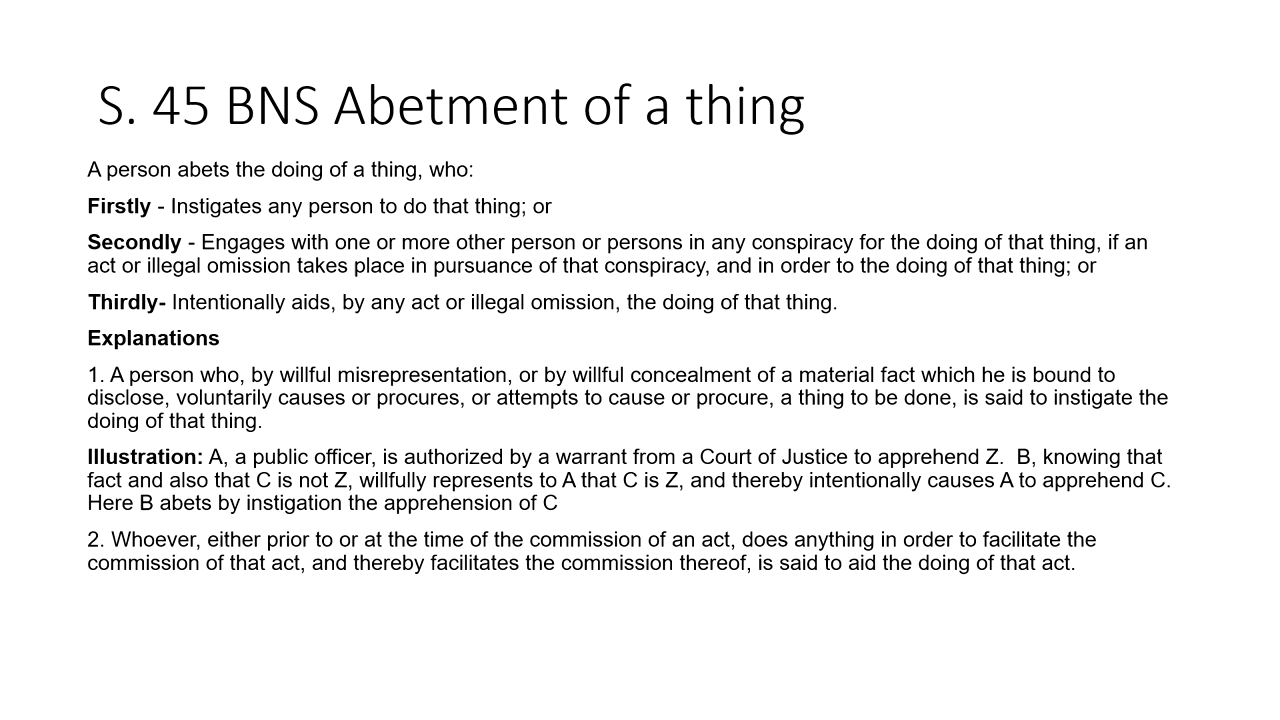 S. 45 BNS Abetment of a thing
A person abets the doing of a thing, who:
Firstly - Instigates any person to do that thing; or
Secondly - Engages with one or more other person or persons in any conspiracy for the doing of that thing, if an
act or illegal omission takes place in pursuance of that conspiracy, and in order to the doing of that thing; or
Thirdly- Intentionally aids, by any act or illegal omission, the doing of that thing.
Explanations
1. A person who, by willful misrepresentation, or by willful concealment of a material fact which he is bound to
disclose, voluntarily causes or procures, or attempts to cause or procure, a thing to be done, is said to instigate the
doing of that thing.
Illustration: A, a public officer, is authorized by a warrant from a Court of Justice to apprehend Z.  B, knowing that
fact and also that C is not Z, willfully represents to A that C is Z, and thereby intentionally causes A to apprehend C.
Here B abets by instigation the apprehension of C
2. Whoever, either prior to or at the time of the commission of an act, does anything in order to facilitate the
commission of that act, and thereby facilitates the commission thereof, is said to aid the doing of that act.